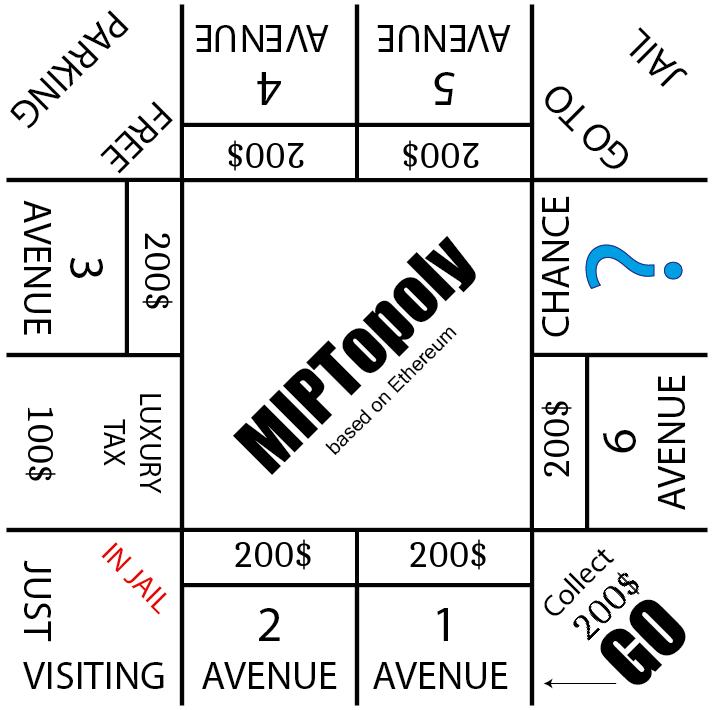 FREE
PARKING
AVENUE
4
200$
AVENUE
5
200$
GO TO
JAIL
200$
3
AVENUE
CHANCE
?
MIPTopoly
based on Ethereum
LUXURY
TAX
100$
200$
6
AVENUE
IN JAIL
JUST
VISITING
200$
2
AVENUE
200$
1
AVENUE
Collect
200$
GO